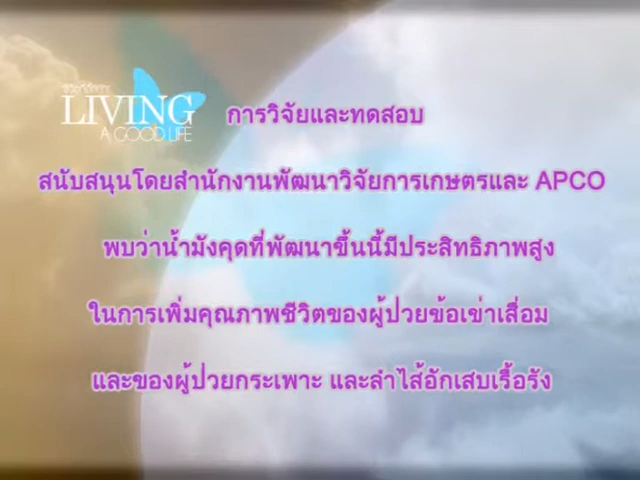 LIVING
A GOOD LIFE
การวิจัยและทดสอบ
สนับสนุนโดยสำนักงานพัฒนาวิจัยการเกษตรและ APCO
พบว่าน้ำมังคุดที่พัฒนาขึ้นนี้มีประสิทธิภาพสูง
ในการเพิ่มคุณภาพชีวิตของผู้ป่วยข้อเข่าเสื่อม
และของผู้ป่วยกระเพาะ และลำไส้อักเสบเรื้อรัง